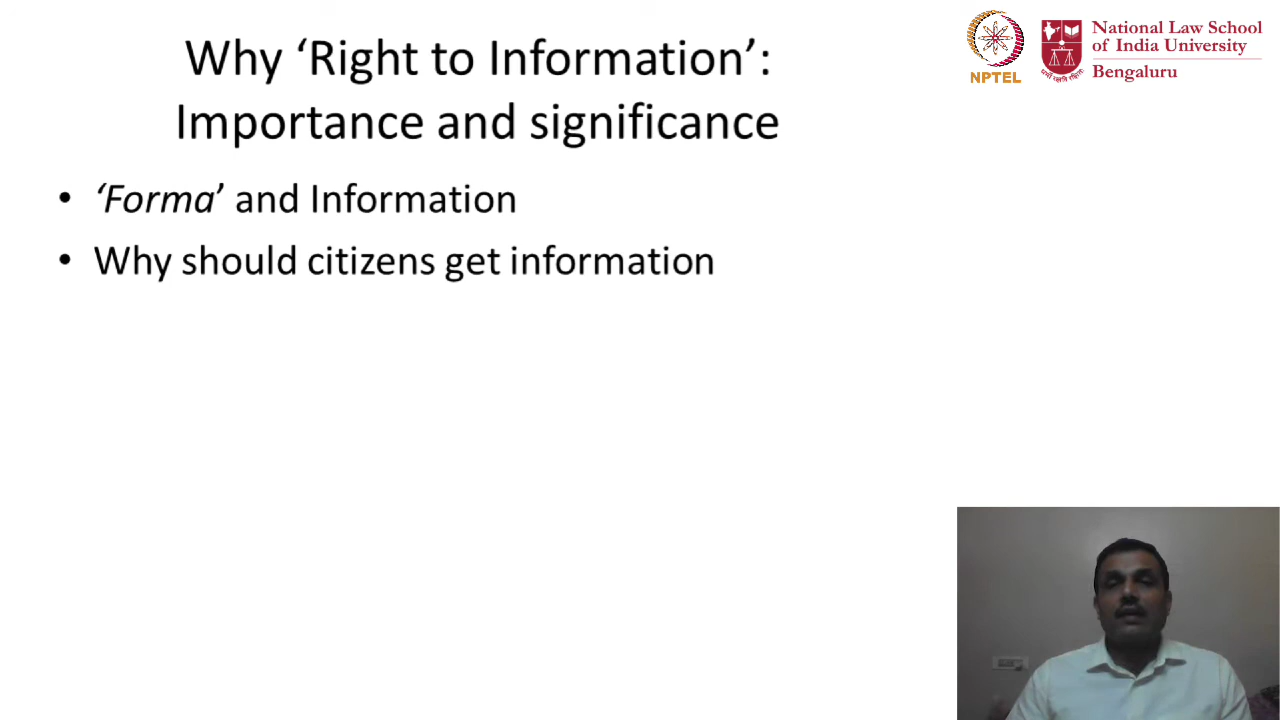 Why ‘Right to Information’:
Importance and significance
• ‘Forma’ and Information
• Why should citizens get information
NPTEL
National Law School
of India University
Bengaluru